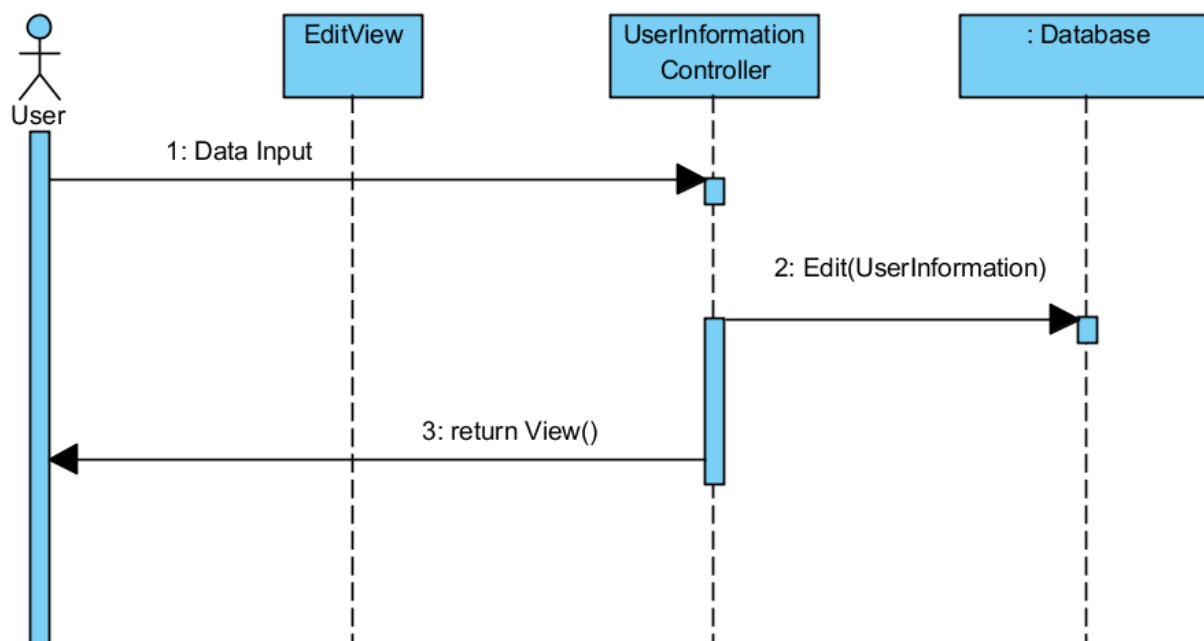 EditView
UserInformation
Controller
: Database
User
1: Data Input
2: Edit(UserInformation)
3: return View()